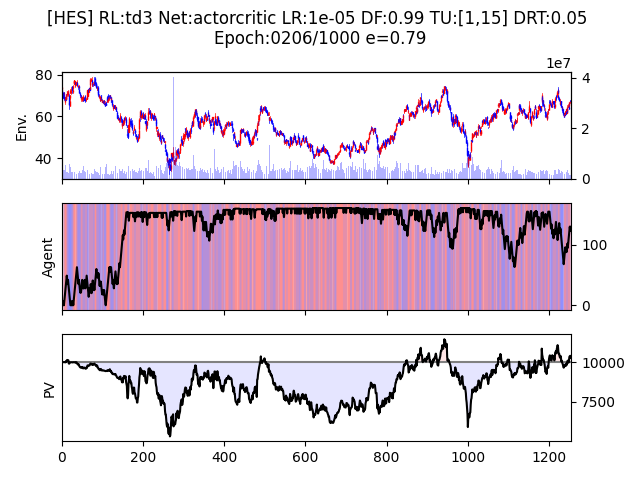 [HES] RL:td3 Net:actorcritic LR:1e-05 DF:0.99 TU:[1,15] DRT:0.05
Epoch:0206/1000 e=0.79
1e7
80
60
40
Env.
4
2
0
Agent
100
0
PV
10000
7500
0 200 400 600 800 1000 1200